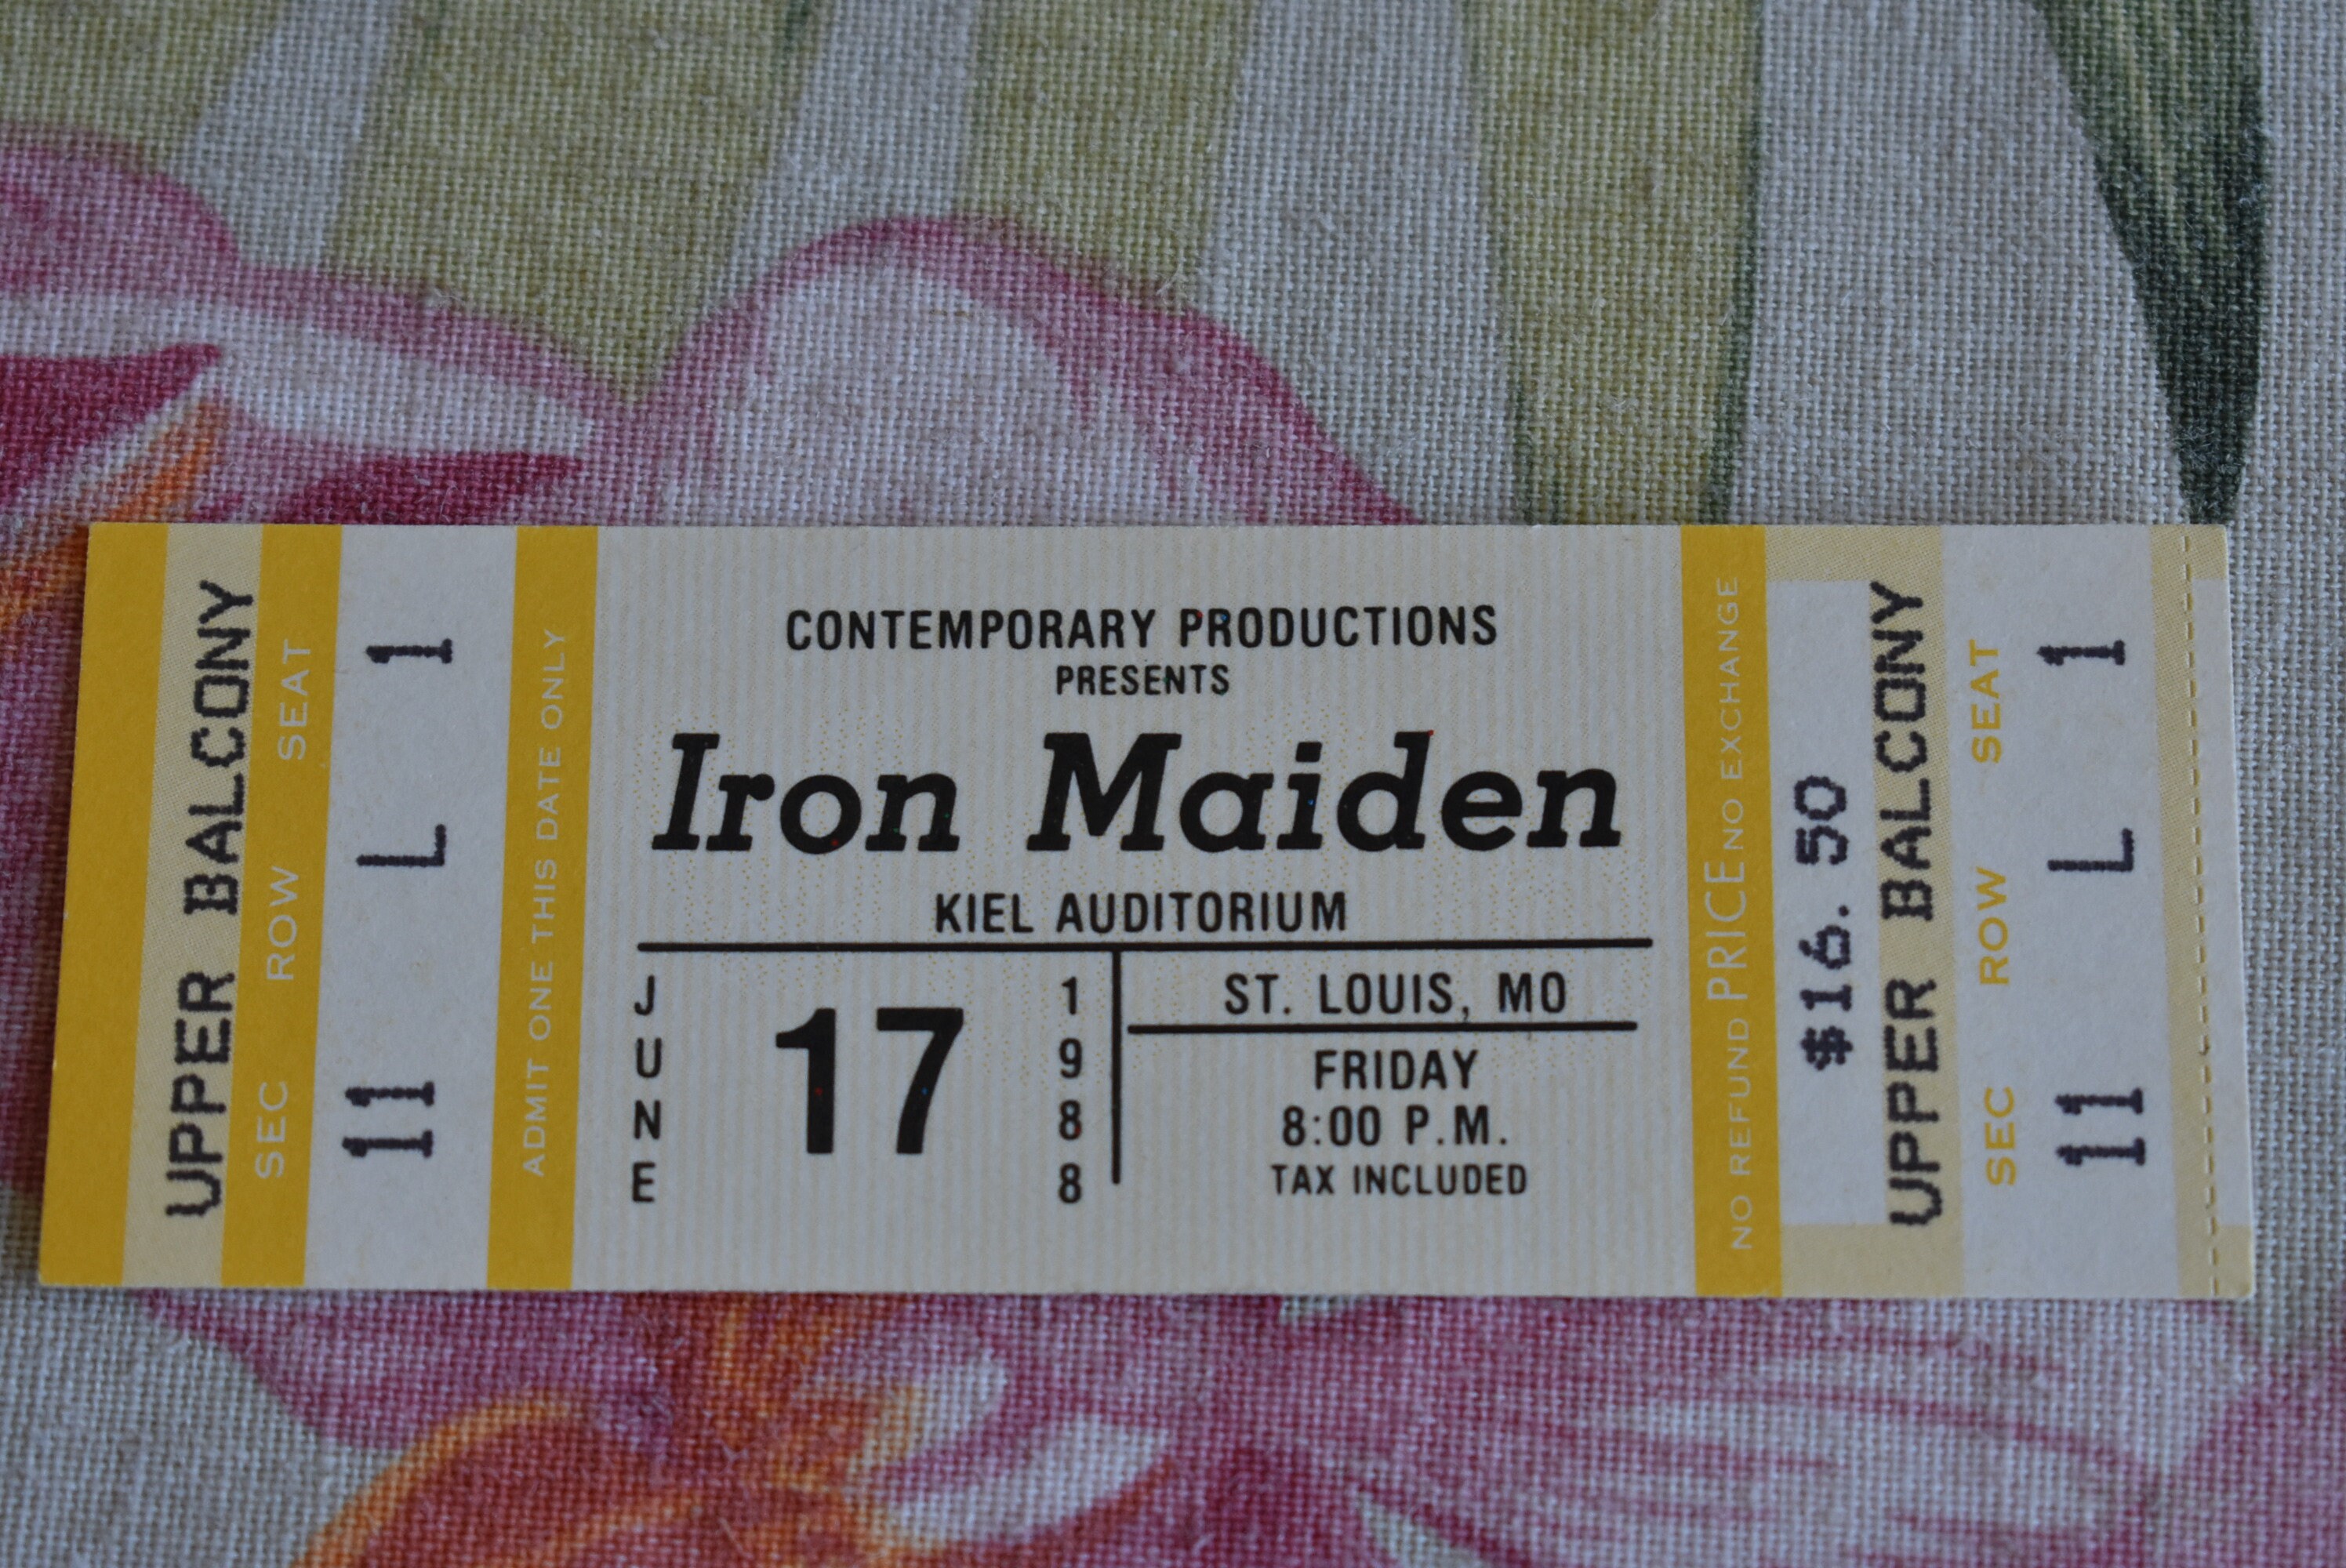 UPPER BALCONY
SEC ROW SEAT
11 L 1
ADMIT ONE THIS DATE ONLY
CONTEMPORARY PRODUCTIONS
PRESENTS
Iron Maiden
KIEL AUDITORIUM
JUNE 17 1988
ST. LOUIS, MO
FRIDAY
8:00 P.M.
TAX INCLUDED
NO REFUND PRICE NO EXCHANGE
$16.50
UPPER BALCONY
SEC ROW SEAT
11 L 1